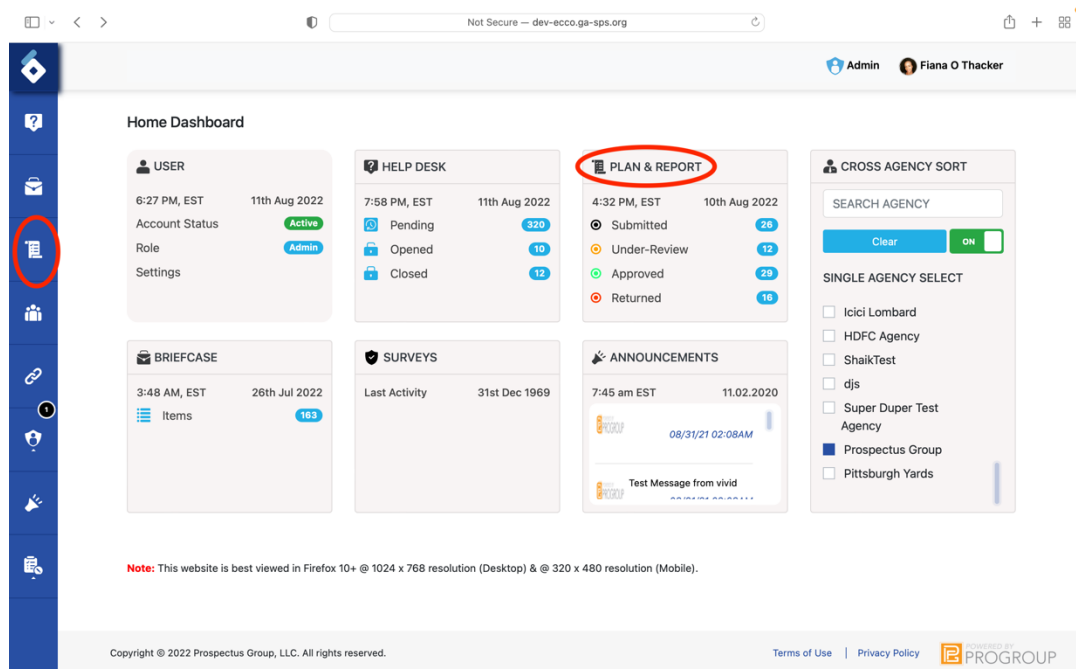 Not Secure — dev-ecco.ga-sps.org
Admin
Fiana O Thacker
Home Dashboard
USER
6:27 PM, EST 11th Aug 2022
Account Status Active
Role Admin
Settings
HELP DESK
7:58 PM, EST 11th Aug 2022
Pending 320
Opened 10
Closed 12
PLAN & REPORT
4:32 PM, EST 10th Aug 2022
Submitted 26
Under-Review 12
Approved 29
Returned 16
CROSS AGENCY SORT
SEARCH AGENCY
Clear ON
SINGLE AGENCY SELECT
Icici Lombard
HDFC Agency
ShaikTest
djs
Super Duper Test
Agency
Prospectus Group
Pittsburgh Yards
BRIEFCASE
3:48 AM, EST 26th Jul 2022
Items 163
SURVEYS
Last Activity 31st Dec 1969
ANNOUNCEMENTS
7:45 am EST 11.02.2020
PROGROUP
08/31/21 02:08AM
Test Message from vivid
PROGROUP
1
Note: This website is best viewed in Firefox 10+ @ 1024 x 768 resolution (Desktop) & @ 320 x 480 resolution (Mobile).
Copyright © 2022 Prospectus Group, LLC. All rights reserved.
Terms of Use | Privacy Policy
POWERED BY
PROGROUP